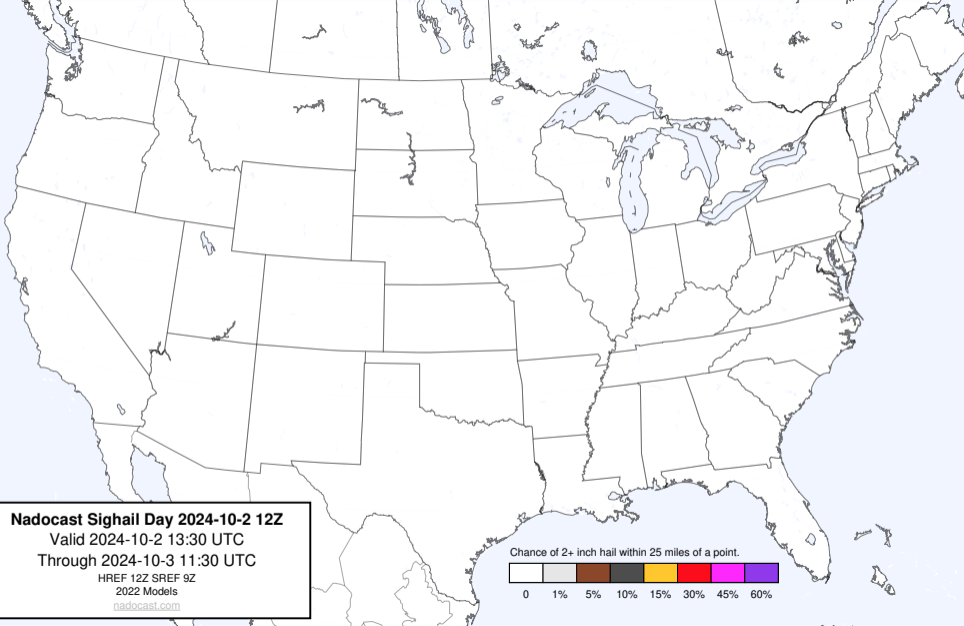 Nadocast Sighail Day 2024-10-2 12Z
Valid 2024-10-2 13:30 UTC
Through 2024-10-3 11:30 UTC
HREF 12Z SREF 9Z
2022 Models
nadocast.com
Chance of 2+ inch hail within 25 miles of a point.
0 1% 5% 10% 15% 30% 45% 60%